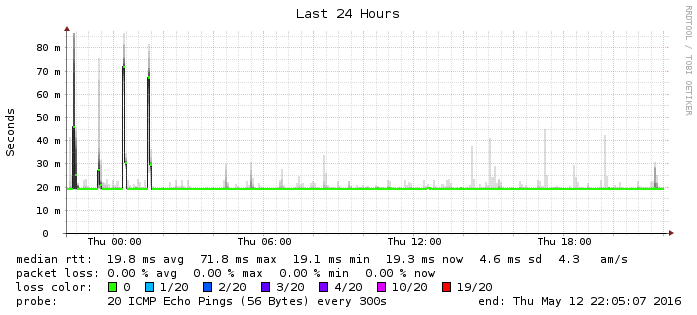 Last 24 Hours
RRDTOOL / TOBI OETIKER
Seconds
80 m
70 m
60 m
50 m
40 m
30 m
20 m
10 m
0
Thu 00:00 Thu 06:00 Thu 12:00 Thu 18:00
median rtt: 19.8 ms avg 71.8 ms max 19.1 ms min 19.3 ms now 4.6 ms sd 4.3 am/s
packet loss: 0.00 % avg 0.00 % max 0.00 % min 0.00 % now
loss color: 0 1/20 2/20 3/20 4/20 10/20 19/20
probe: 20 ICMP Echo Pings (56 Bytes) every 300s end: Thu May 12 22:05:07 2016